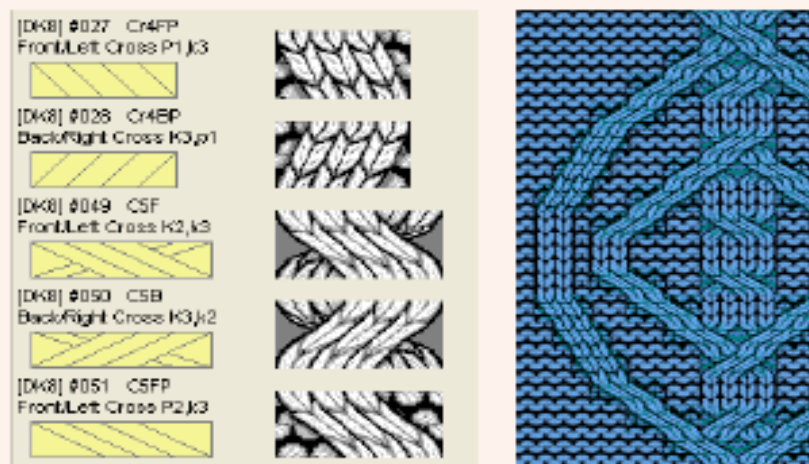 [DK8] #027 Cr4FP
Front/Left Cross P1,k3
[DK8] #028 Cr4BP
Back/Right Cross K3,p1
[DK8] #049 C5F
Front/Left Cross K2,k3
[DK8] #050 C5B
Back/Right Cross K3,k2
[DK8] #051 C5FP
Front/Left Cross P2,k3